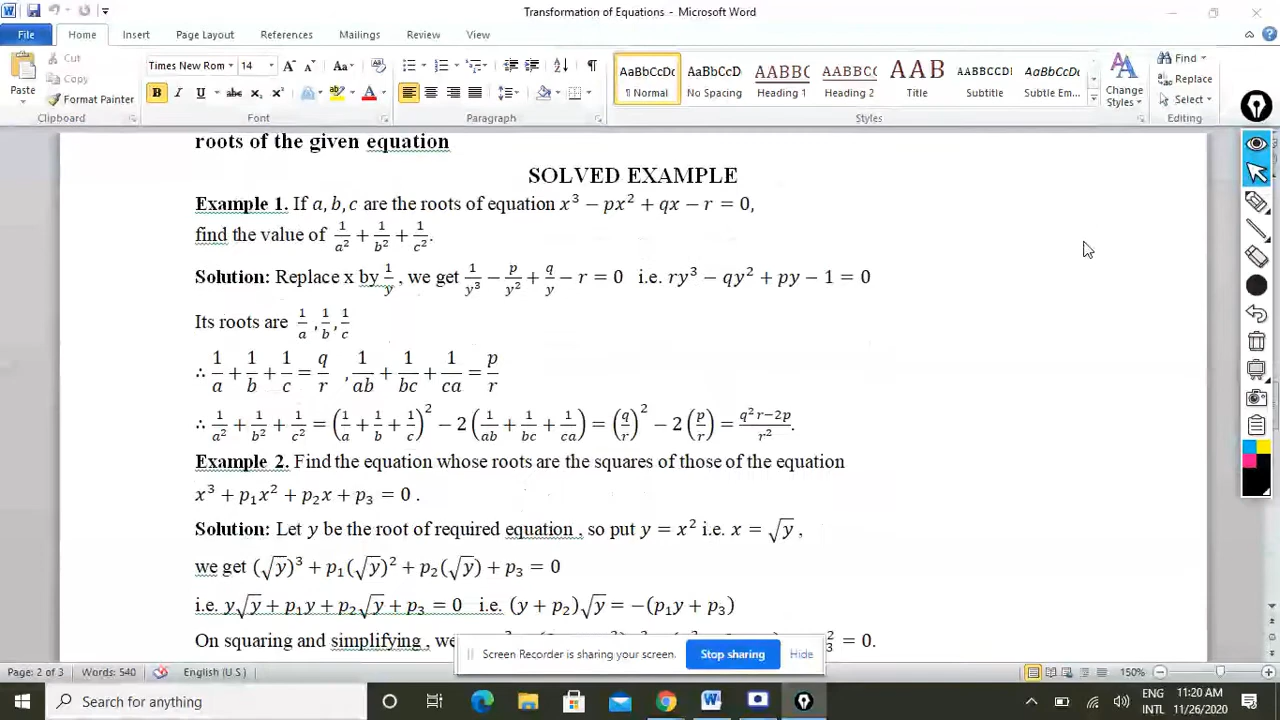 Transformation of Equations - Microsoft Word
File Home Insert Page Layout References Mailings Review View
Paste Cut Copy Format Painter Clipboard
Times New Rom 14 Aa B I U abc x₂ x² A Font
Paragraph
AaBbCcDc ¶ Normal AaBbCcD No Spacing AABBC Heading 1 AABBCC Heading 2 AAB Title AABBCCDI Subtitle AaBbCcDc Subtle Em... Styles
Change Styles
Find Replace Select Editing
roots of the given equation
SOLVED EXAMPLE
Example 1. If a, b, c are the roots of equation x³ − px² + qx − r = 0,
find the value of 1/a² + 1/b² + 1/c².
Solution: Replace x by 1/y , we get 1/y³ − p/y² + q/y − r = 0 i.e. ry³ − qy² + py − 1 = 0
Its roots are 1/a , 1/b , 1/c
∴ 1/a + 1/b + 1/c = q/r , 1/ab + 1/bc + 1/ca = p/r
∴ 1/a² + 1/b² + 1/c² = (1/a + 1/b + 1/c)² − 2(1/ab + 1/bc + 1/ca) = (q/r)² − 2(p/r) = q²r−2p/r².
Example 2. Find the equation whose roots are the squares of those of the equation
x³ + p₁x² + p₂x + p₃ = 0 .
Solution: Let y be the root of required equation , so put y = x² i.e. x = √y ,
we get (√y)³ + p₁(√y)² + p₂(√y) + p₃ = 0
i.e. y√y + p₁y + p₂√y + p₃ = 0 i.e. (y + p₂)√y = −(p₁y + p₃)
On squaring and simplifying , we = 0.
Screen Recorder is sharing your screen. Stop sharing Hide
Page: 2 of 3 Words: 540 English (U.S.) 150%
Search for anything
ENG INTL 11:20 AM 11/26/2020